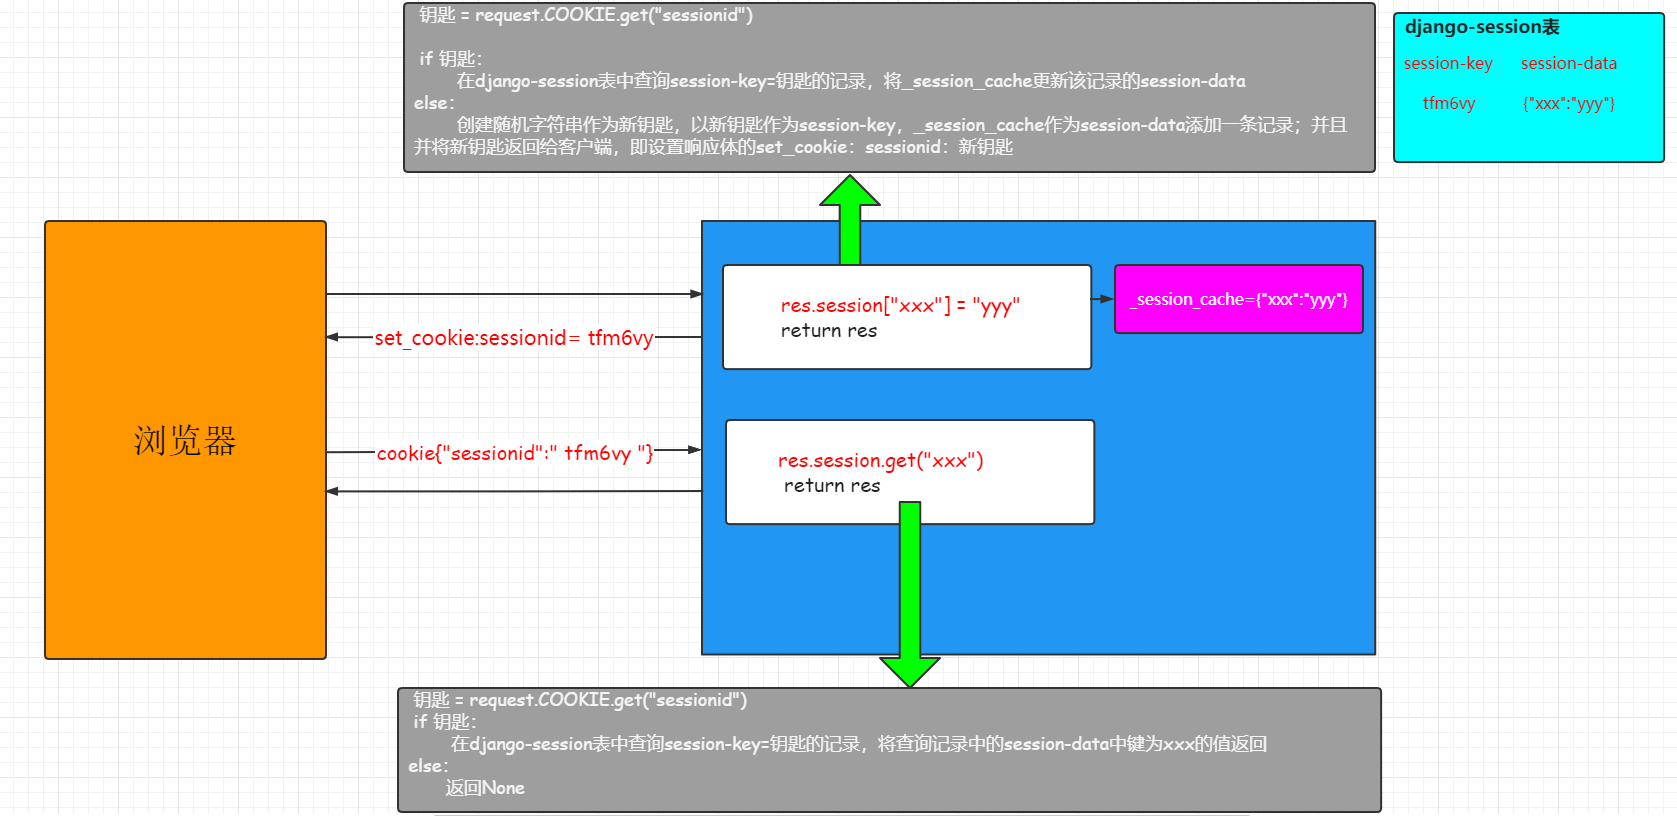 钥匙 = request.COOKIE.get("sessionid")
if 钥匙：
在django-session表中查询session-key=钥匙的记录，将_session_cache更新该记录的session-data
else：
创建随机字符串作为新钥匙，以新钥匙作为session-key，_session_cache作为session-data添加一条记录；并且
并将新钥匙返回给客户端，即设置响应体的set_cookie：sessionid：新钥匙
django-session表
session-key session-data
tfm6vy {"xxx":"yyy"}
res.session["xxx"] = "yyy"
return res
_session_cache={"xxx":"yyy"}
set_cookie:sessionid= tfm6vy
浏览器
cookie{"sessionid":" tfm6vy "}
res.session.get("xxx")
return res
钥匙 = request.COOKIE.get("sessionid")
if 钥匙：
在django-session表中查询session-key=钥匙的记录，将查询记录中的session-data中键为xxx的值返回
else：
返回None